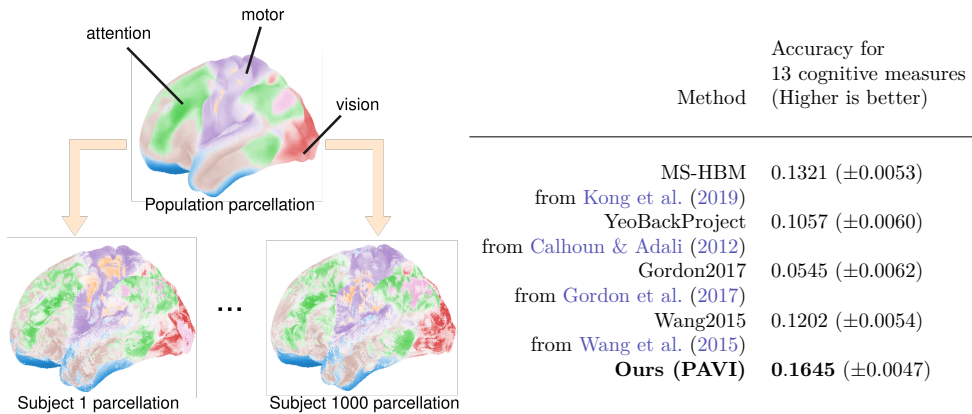 motor
attention
vision
Population parcellation
...
Subject 1 parcellation
Subject 1000 parcellation
Accuracy for
13 cognitive measures
Method (Higher is better)
MS-HBM 0.1321 (±0.0053)
from Kong et al. (2019)
YeoBackProject 0.1057 (±0.0060)
from Calhoun & Adali (2012)
Gordon2017 0.0545 (±0.0062)
from Gordon et al. (2017)
Wang2015 0.1202 (±0.0054)
from Wang et al. (2015)
Ours (PAVI) 0.1645 (±0.0047)